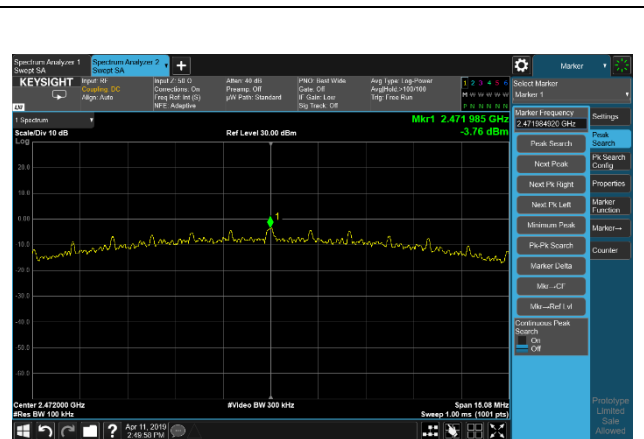 Spectrum Analyzer 1
Swept SA
Spectrum Analyzer 2
Swept SA
+
Marker
KEYSIGHT
Input: RF
Coupling: DC
Align: Auto
Input Z: 50 Ω
Corrections: On
Freq Ref: Int (S)
NFE: Adaptive
Atten: 40 dB
Preamp: Off
µW Path: Standard
PNO: Best Wide
Gate: Off
IF Gain: Low
Sig Track: Off
Avg Type: Log-Power
Avg|Hold:>100/100
Trig: Free Run
1 2 3 4 5 6
M W W W W W
P N N N N N
Select Marker
Marker 1
LXI
1 Spectrum
Scale/Div 10 dB
Ref Level 30.00 dBm
Mkr1 2.471 985 GHz
-3.76 dBm
Log
20.0
10.0
0.00
-10.0
-20.0
-30.0
-40.0
-50.0
-60.0
1
Center 2.472000 GHz
#Res BW 100 kHz
#Video BW 300 kHz
Span 15.08 MHz
Sweep 1.00 ms (1001 pts)
Marker Frequency
2.471984920 GHz
Peak Search
Next Peak
Next Pk Right
Next Pk Left
Minimum Peak
Pk-Pk Search
Marker Delta
Mkr→CF
Mkr→Ref Lvl
Continuous Peak
Search
On
Off
Settings
Peak
Search
Pk Search
Config
Properties
Marker
Function
Marker→
Counter
Prototype
Limited
Sale
Allowed
?
Apr 11, 2019
2:49:58 PM